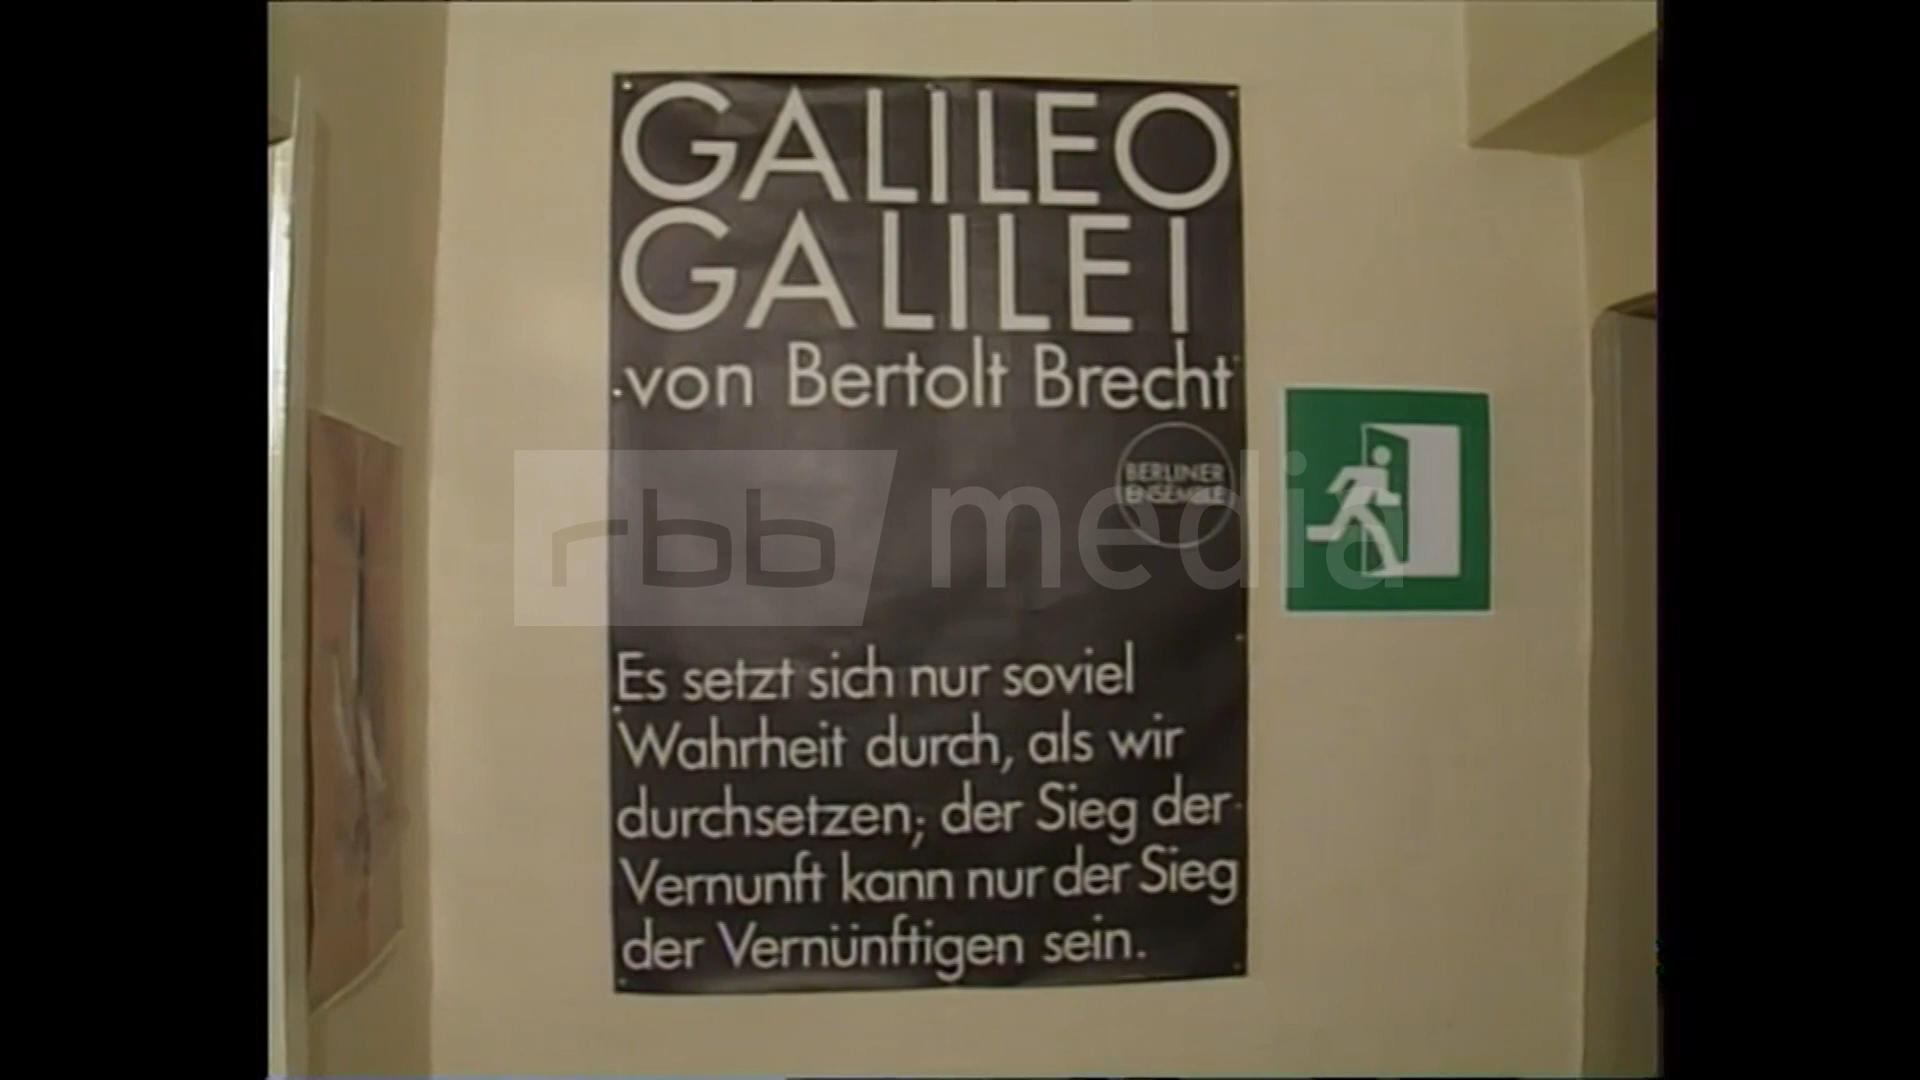 GALILEO
GALILEI
von Bertolt Brecht
BERLINER
ENSEMBLE
rbb media
Es setzt sich nur soviel
Wahrheit durch, als wir
durchsetzen; der Sieg der
Vernunft kann nur der Sieg
der Vernünftigen sein.